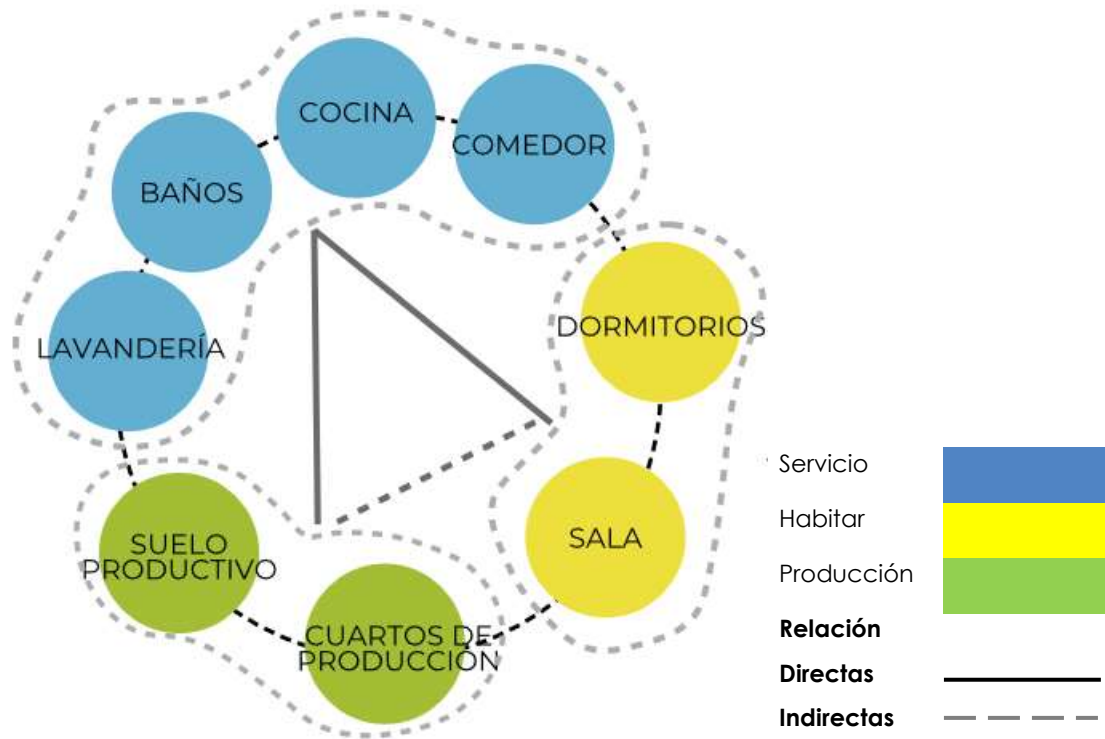 COCINA
COMEDOR
BAÑOS
DORMITORIOS
LAVANDERÍA
SALA
SUELO
PRODUCTIVO
CUARTOS DE
PRODUCCIÓN
Servicio
Habitar
Producción
Relación
Directas
Indirectas